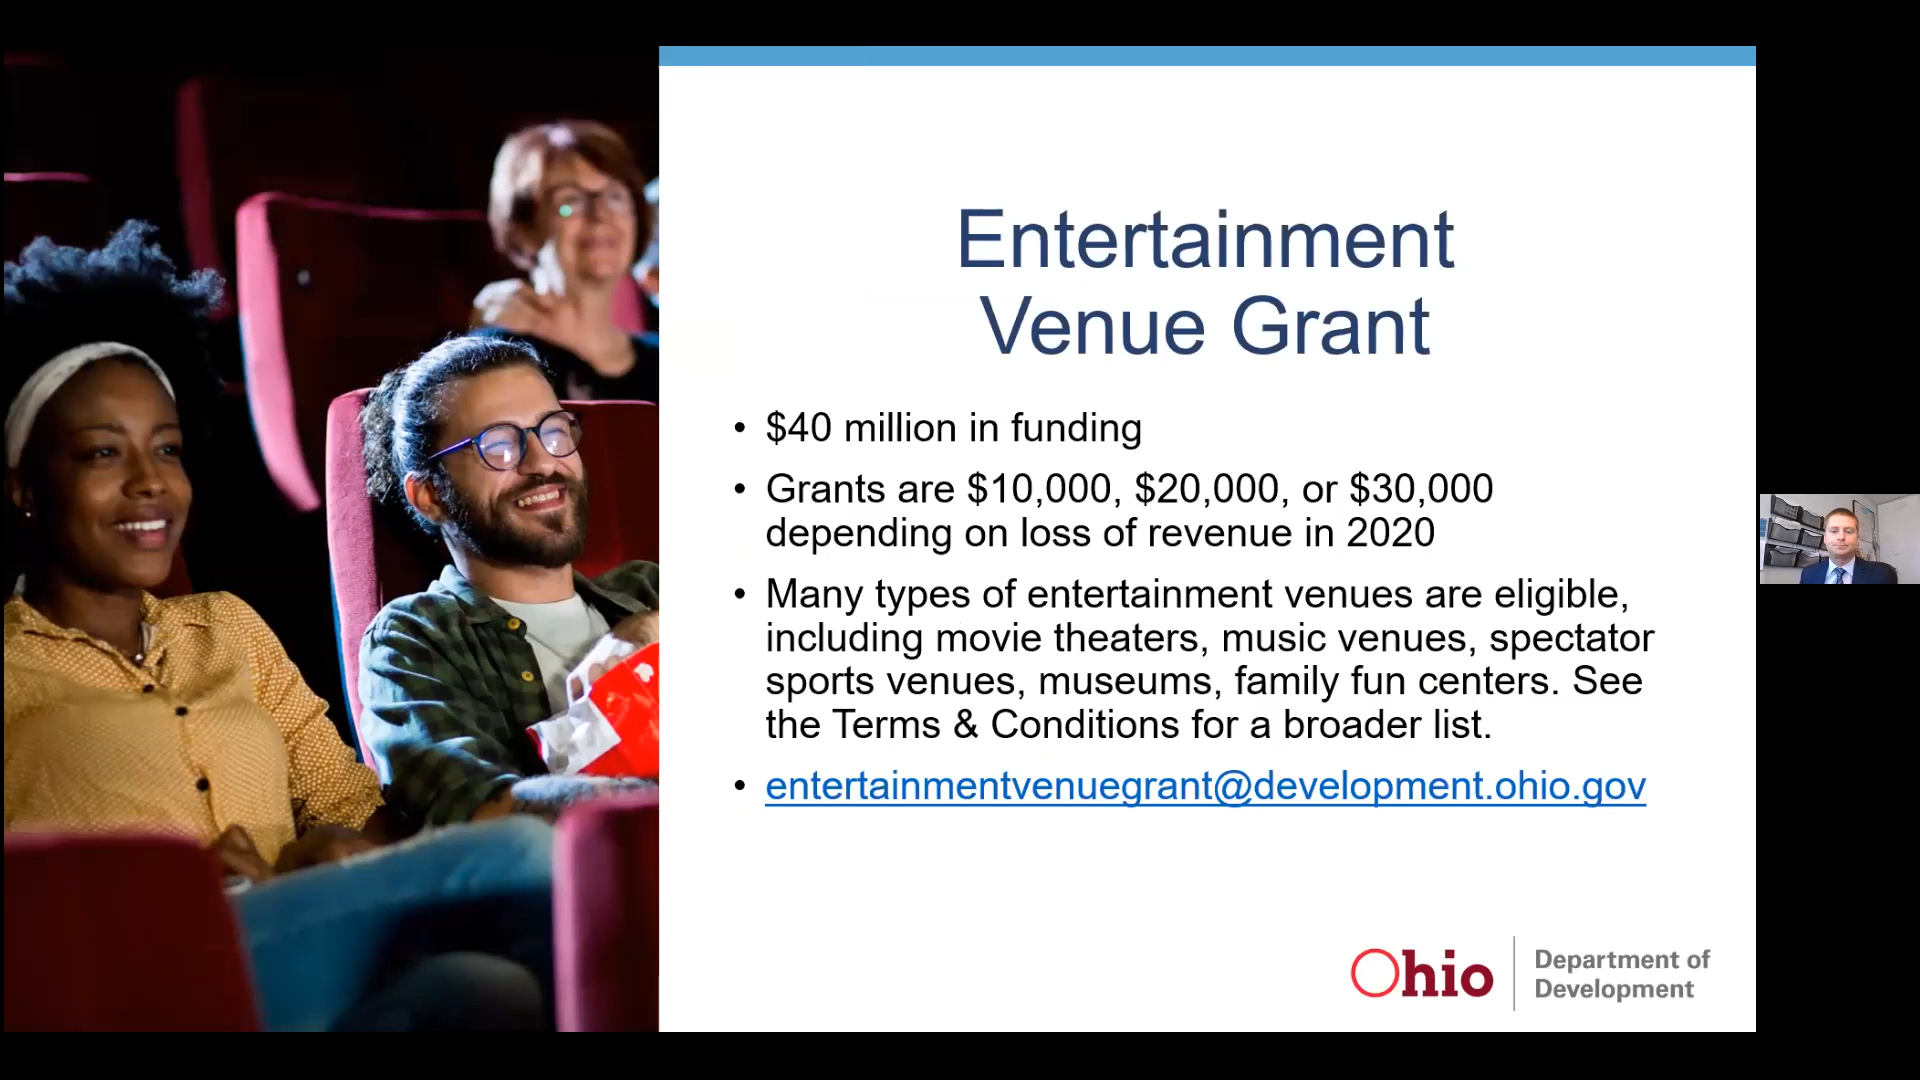 Entertainment
Venue Grant
• $40 million in funding
• Grants are $10,000, $20,000, or $30,000
depending on loss of revenue in 2020
• Many types of entertainment venues are eligible,
including movie theaters, music venues, spectator
sports venues, museums, family fun centers. See
the Terms & Conditions for a broader list.
• entertainmentvenuegrant@development.ohio.gov
Ohio
Department of
Development